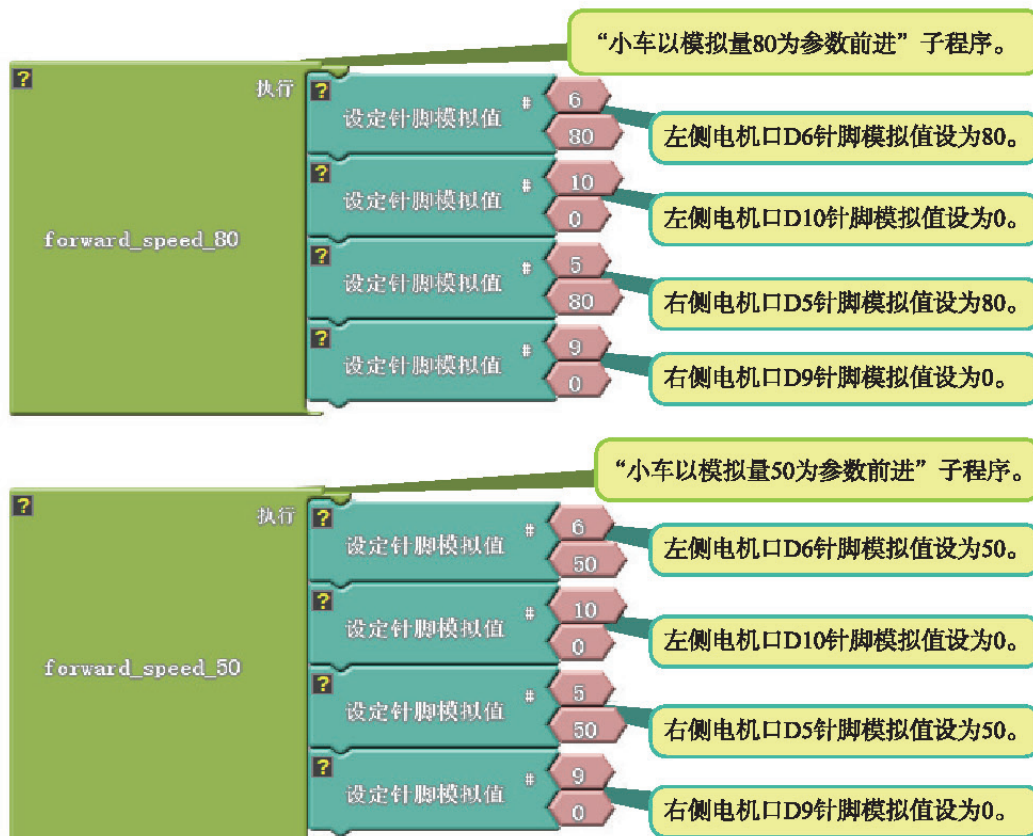 “小车以模拟量80为参数前进”子程序。
?
执行
forward_speed_80
?
设定针脚模拟值
#
6
80
左侧电机口D6针脚模拟值设为80。
?
设定针脚模拟值
#
10
0
左侧电机口D10针脚模拟值设为0。
?
设定针脚模拟值
#
5
80
右侧电机口D5针脚模拟值设为80。
?
设定针脚模拟值
#
9
0
右侧电机口D9针脚模拟值设为0。
“小车以模拟量50为参数前进”子程序。
?
执行
forward_speed_50
?
设定针脚模拟值
#
6
50
左侧电机口D6针脚模拟值设为50。
?
设定针脚模拟值
#
10
0
左侧电机口D10针脚模拟值设为0。
?
设定针脚模拟值
#
5
50
右侧电机口D5针脚模拟值设为50。
?
设定针脚模拟值
#
9
0
右侧电机口D9针脚模拟值设为0。